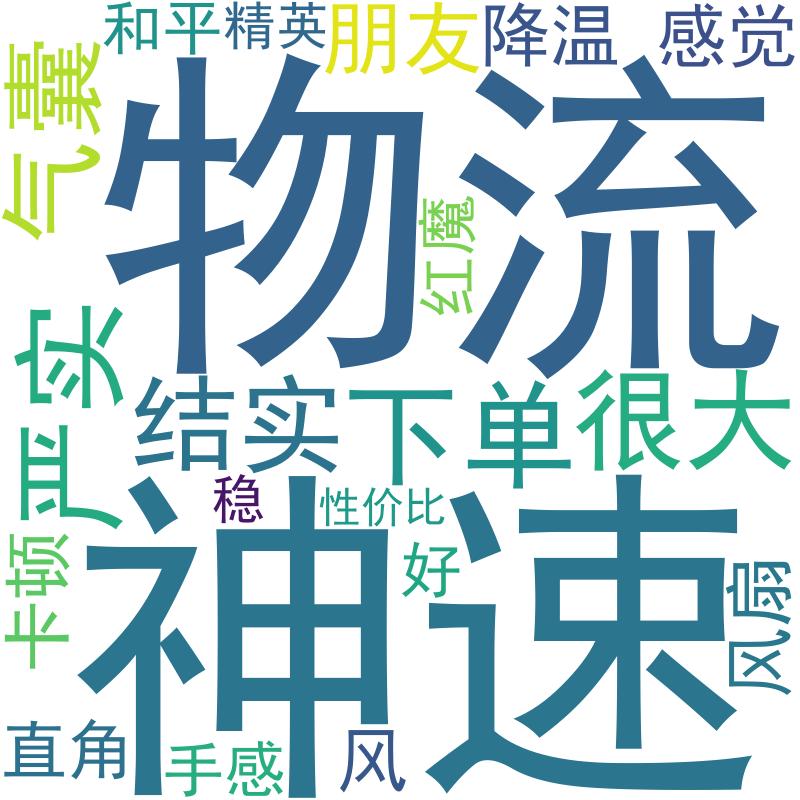 和平精英
朋友
降温
感觉
气囊
物流
红魔
严实
结实
下单
很大
神速
稳
性价比
好
卡顿
风扇
直角
手感
风